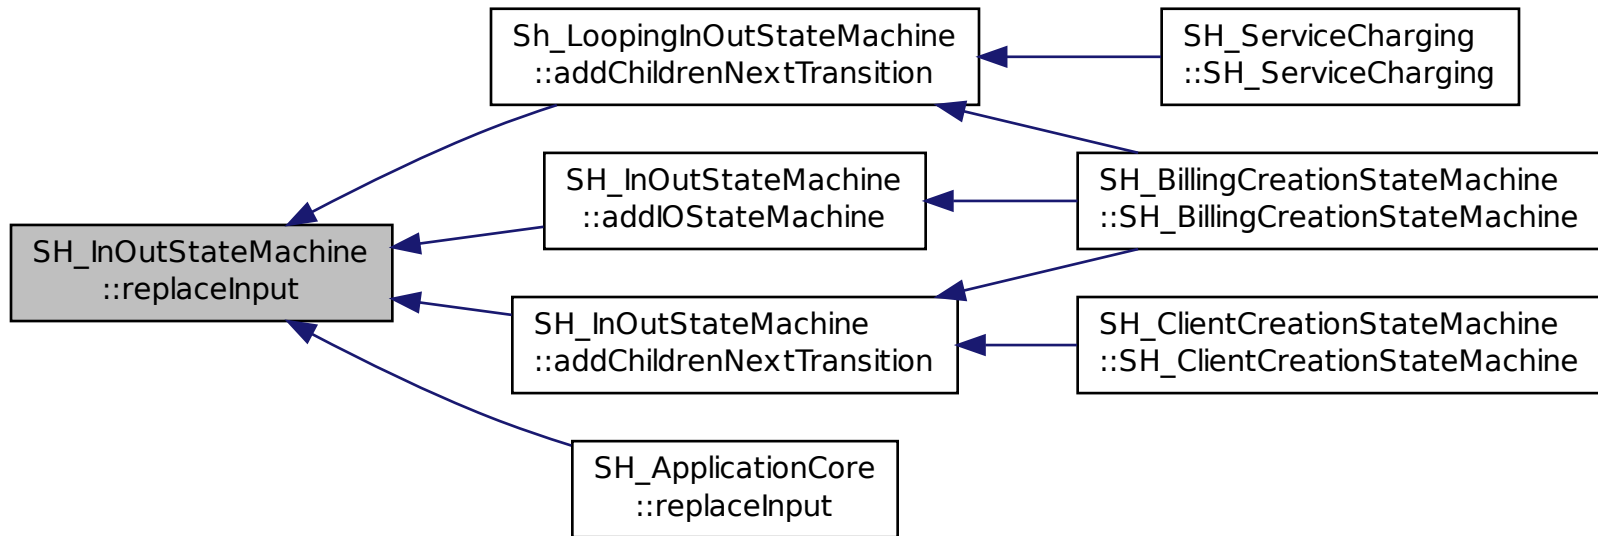 Sh_LoopingInOutStateMachine
::addChildrenNextTransition
SH_ServiceCharging
::SH_ServiceCharging
SH_InOutStateMachine
::addIOStateMachine
SH_BillingCreationStateMachine
::SH_BillingCreationStateMachine
SH_InOutStateMachine
::replaceInput
SH_InOutStateMachine
::addChildrenNextTransition
SH_ClientCreationStateMachine
::SH_ClientCreationStateMachine
SH_ApplicationCore
::replaceInput